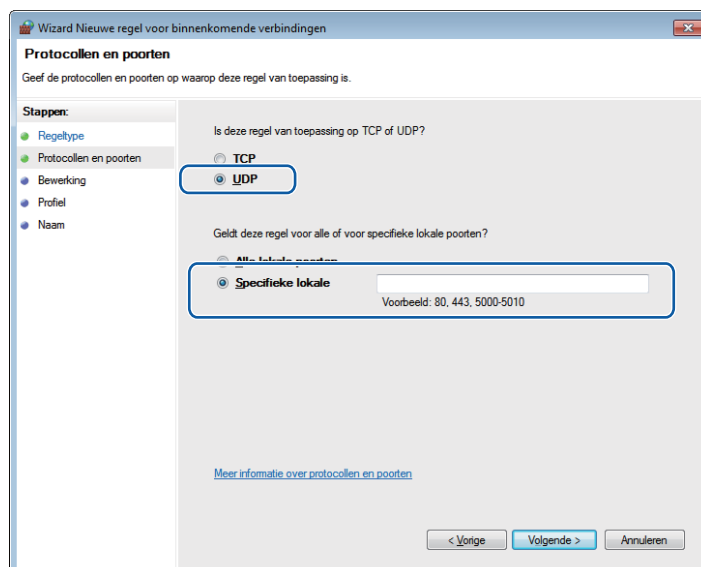 Wizard Nieuwe regel voor binnenkomende verbindingen
Protocollen en poorten
Geef de protocollen en poorten op waarop deze regel van toepassing is.
Stappen:
Regeltype
Protocollen en poorten
Bewerking
Profiel
Naam
Is deze regel van toepassing op TCP of UDP?
TCP
UDP
Geldt deze regel voor alle of voor specifieke lokale poorten?
Alle lokale poorten
Specifieke lokale
Voorbeeld: 80, 443, 5000-5010
Meer informatie over protocollen en poorten
< Vorige
Volgende >
Annuleren